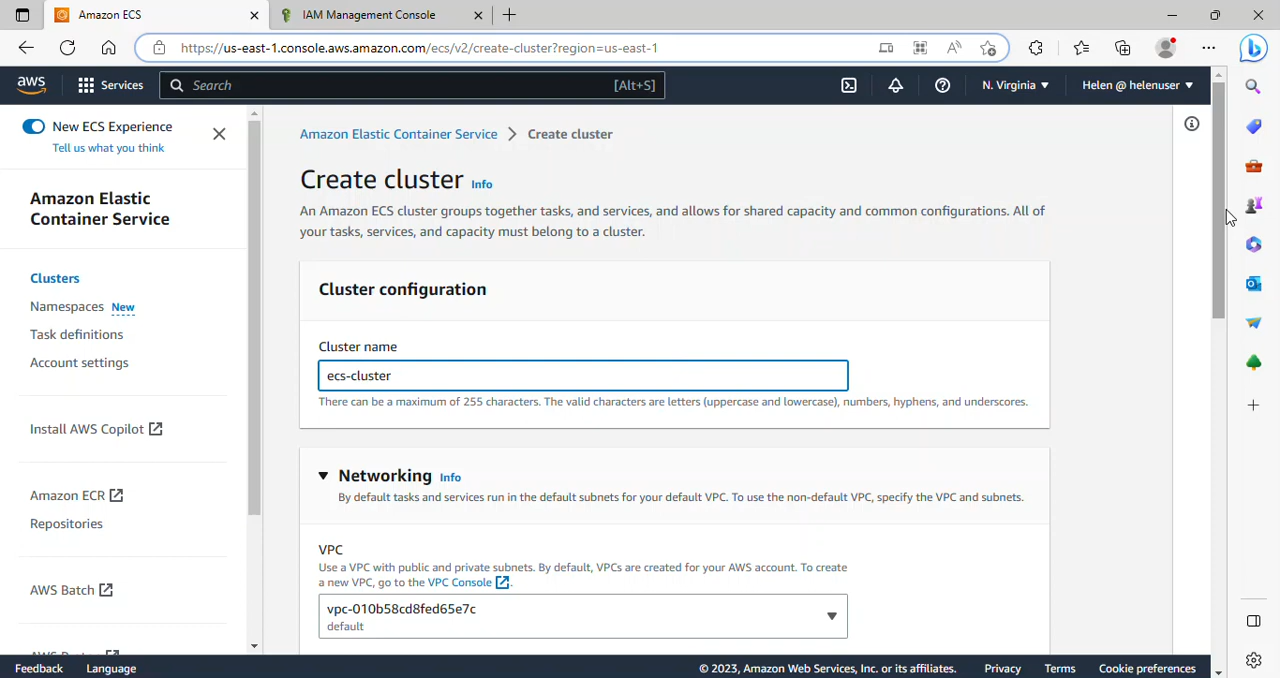 Amazon ECS
IAM Management Console
https://us-east-1.console.aws.amazon.com/ecs/v2/create-cluster?region=us-east-1
aws
Services
Search
[Alt+S]
N. Virginia
Helen @ helenuser
New ECS Experience
Tell us what you think
Amazon Elastic
Container Service
Clusters
Namespaces New
Task definitions
Account settings
Install AWS Copilot
Amazon ECR
Repositories
AWS Batch
Amazon Elastic Container Service
Create cluster
Create cluster Info
An Amazon ECS cluster groups together tasks, and services, and allows for shared capacity and common configurations. All of
your tasks, services, and capacity must belong to a cluster.
Cluster configuration
Cluster name
ecs-cluster
There can be a maximum of 255 characters. The valid characters are letters (uppercase and lowercase), numbers, hyphens, and underscores.
Networking Info
By default tasks and services run in the default subnets for your default VPC. To use the non-default VPC, specify the VPC and subnets.
VPC
Use a VPC with public and private subnets. By default, VPCs are created for your AWS account. To create
a new VPC, go to the VPC Console.
vpc-010b58cd8fed65e7c
default
Feedback
Language
© 2023, Amazon Web Services, Inc. or its affiliates.
Privacy
Terms
Cookie preferences